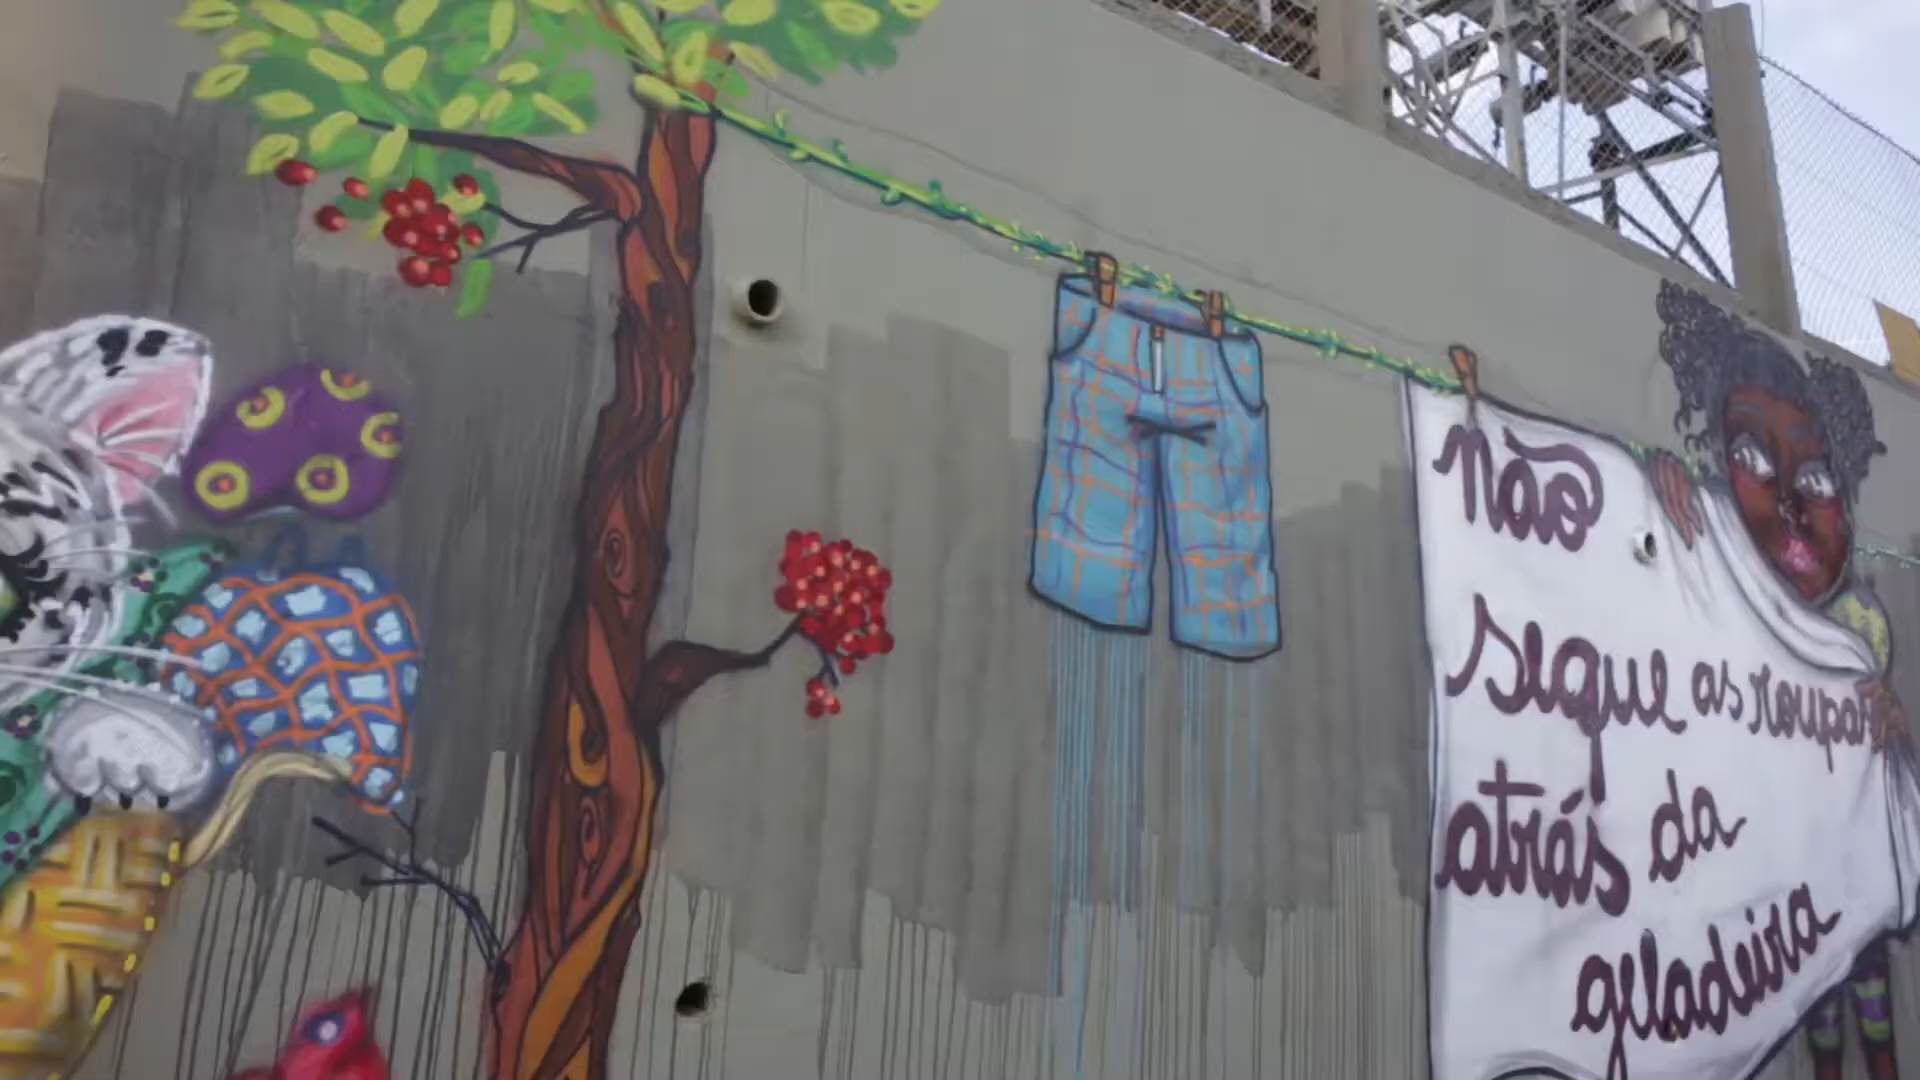 não
seque as roupas
atrás da
geladeira